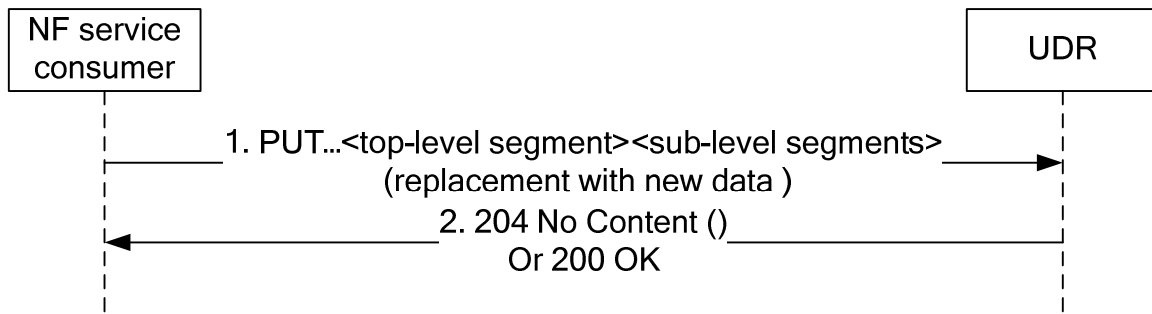 NF service
consumer
UDR
1. PUT...<top-level segment><sub-level segments>
(replacement with new data )
2. 204 No Content ()
Or 200 OK